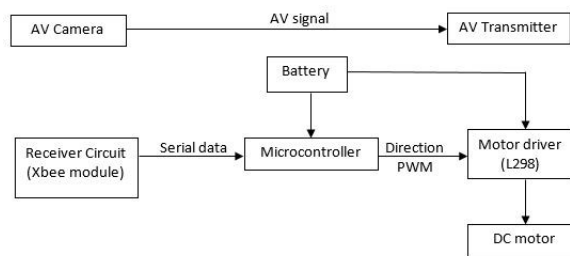 AV Camera
AV signal
AV Transmitter
Battery
Receiver Circuit
(Xbee module)
Serial data
Microcontroller
Direction
PWM
Motor driver
(L298)
DC motor